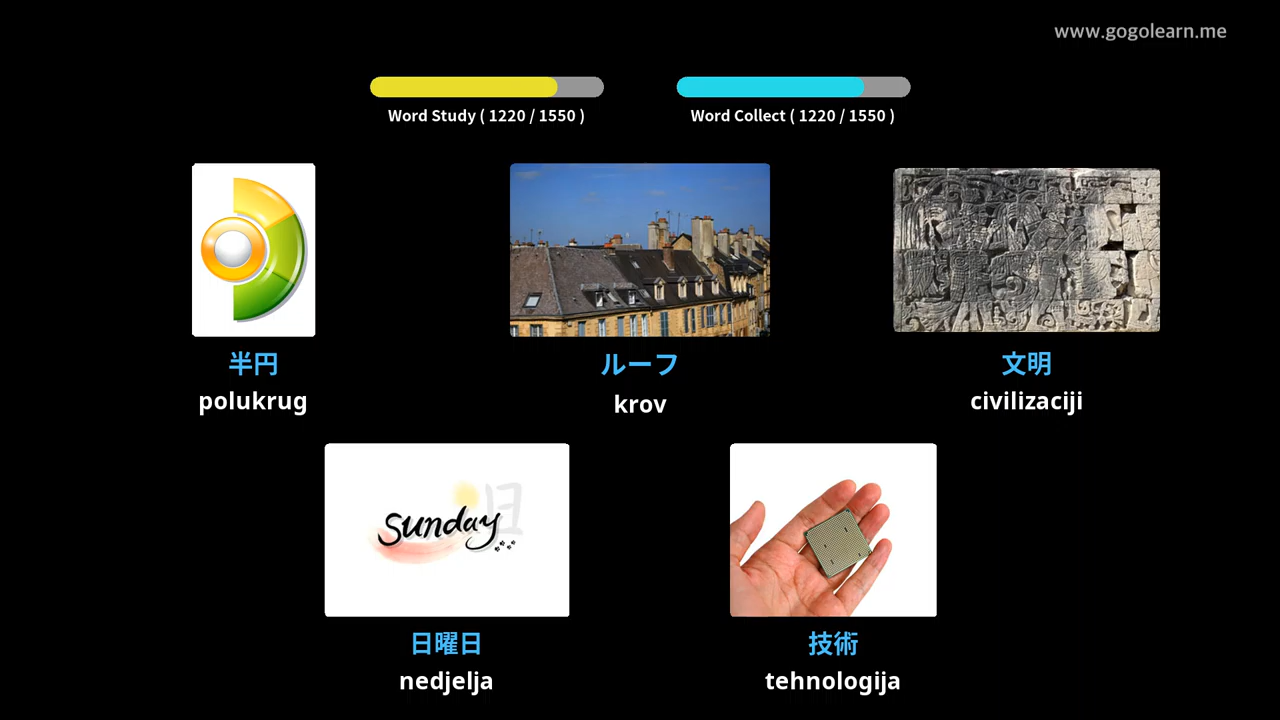 www.gogolearn.me
Word Study ( 1220 / 1550 )
Word Collect ( 1220 / 1550 )
半円
polukrug
ルーフ
krov
文明
civilizaciji
Sunday
日
日曜日
nedjelja
技術
tehnologija